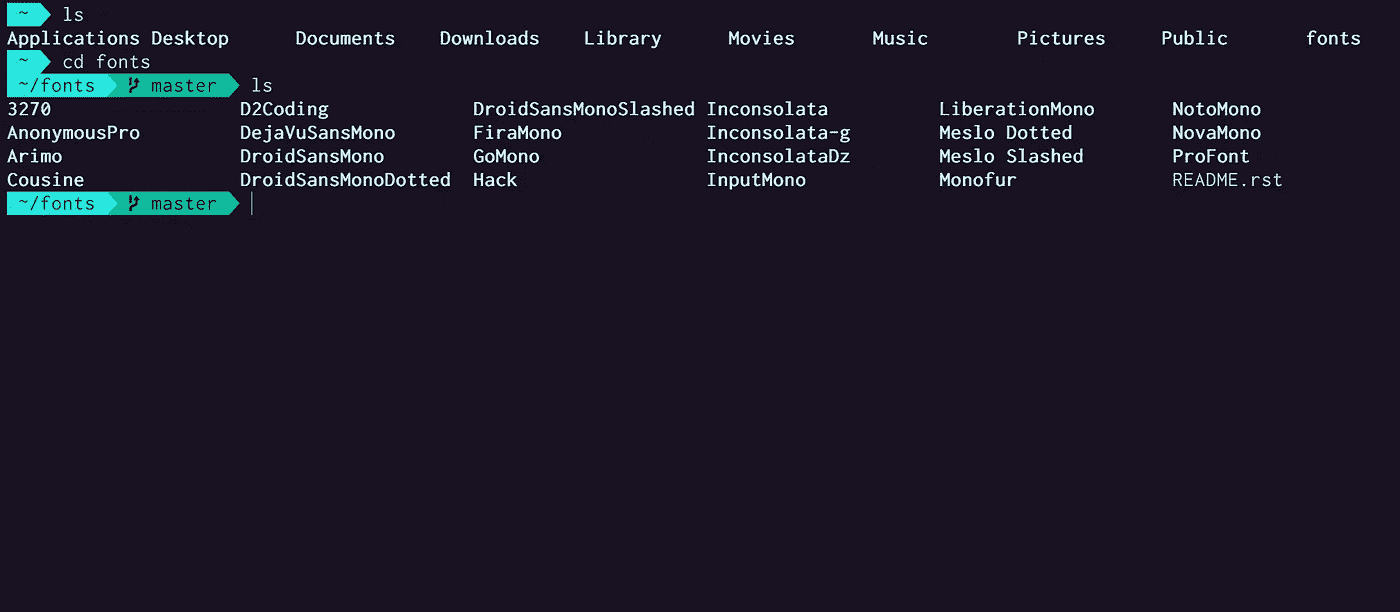 ~ ls
Applications Desktop Documents Downloads Library Movies Music Pictures Public fonts
~ cd fonts
~/fonts master ls
3270 D2Coding DroidSansMonoSlashed Inconsolata LiberationMono NotoMono
AnonymousPro DejaVuSansMono FiraMono Inconsolata-g Meslo Dotted NovaMono
Arimo DroidSansMono GoMono InconsolataDz Meslo Slashed ProFont
Cousine DroidSansMonoDotted Hack InputMono Monofur README.rst
~/fonts master